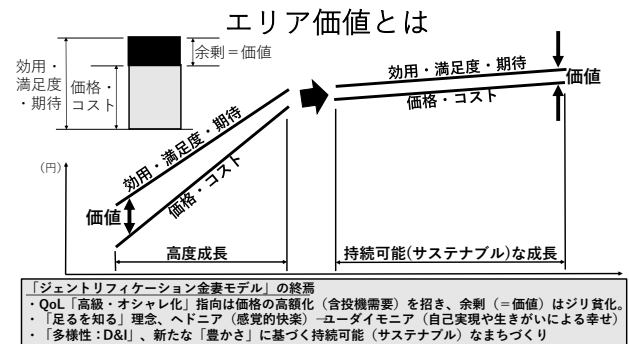 エリア価値とは
余剰＝価値
効用・
満足度
・期待
価格・
コスト
効用・満足度・期待
価格・コスト
価値
(円)
効用・満足度・期待
価格・コスト
価値
高度成長
持続可能(サステナブル)な成長
「ジェントリフィケーション金妻モデル」の終焉
・QoL「高級・オシャレ化」指向は価格の高額化（含投機需要）を招き、余剰（＝価値）はジリ貧化。
・「足るを知る」理念、ヘドニア（感覚的快楽）→ユーダイモニア（自己実現や生きがいによる幸せ）
・「多様性：D&I」、新たな「豊かさ」に基づく持続可能（サステナブル）なまちづくり